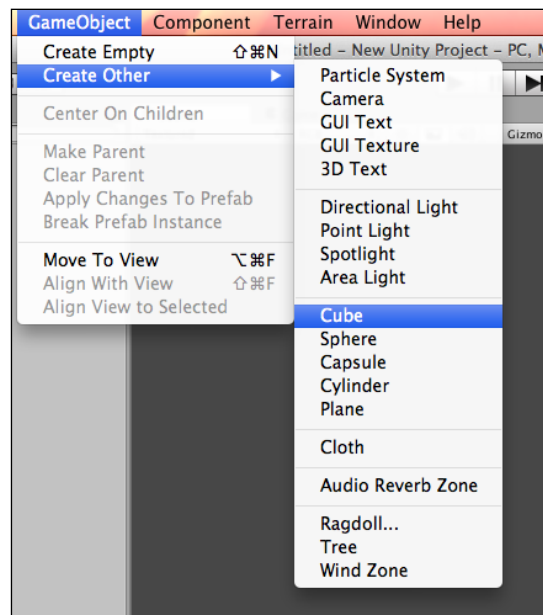 GameObject Component Terrain Window Help
Create Empty ⇧⌘N
titled – New Unity Project – PC,
Create Other ▶
Particle System
Camera
Center On Children
GUI Text
GUI Texture
Gizmo
Make Parent
3D Text
Clear Parent
Apply Changes To Prefab
Directional Light
Break Prefab Instance
Point Light
Spotlight
Move To View ⌥⌘F
Area Light
Align With View ⇧⌘F
Align View to Selected
Cube
Sphere
Capsule
Cylinder
Plane
Cloth
Audio Reverb Zone
Ragdoll...
Tree
Wind Zone